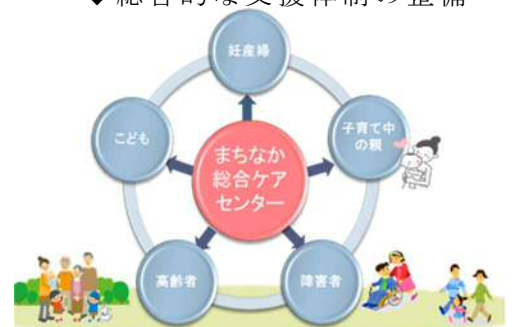 ◆総合的な支援体制の整備
妊産婦
こども
子育て中
の親
まちなか
総合ケア
センター
高齢者
障害者